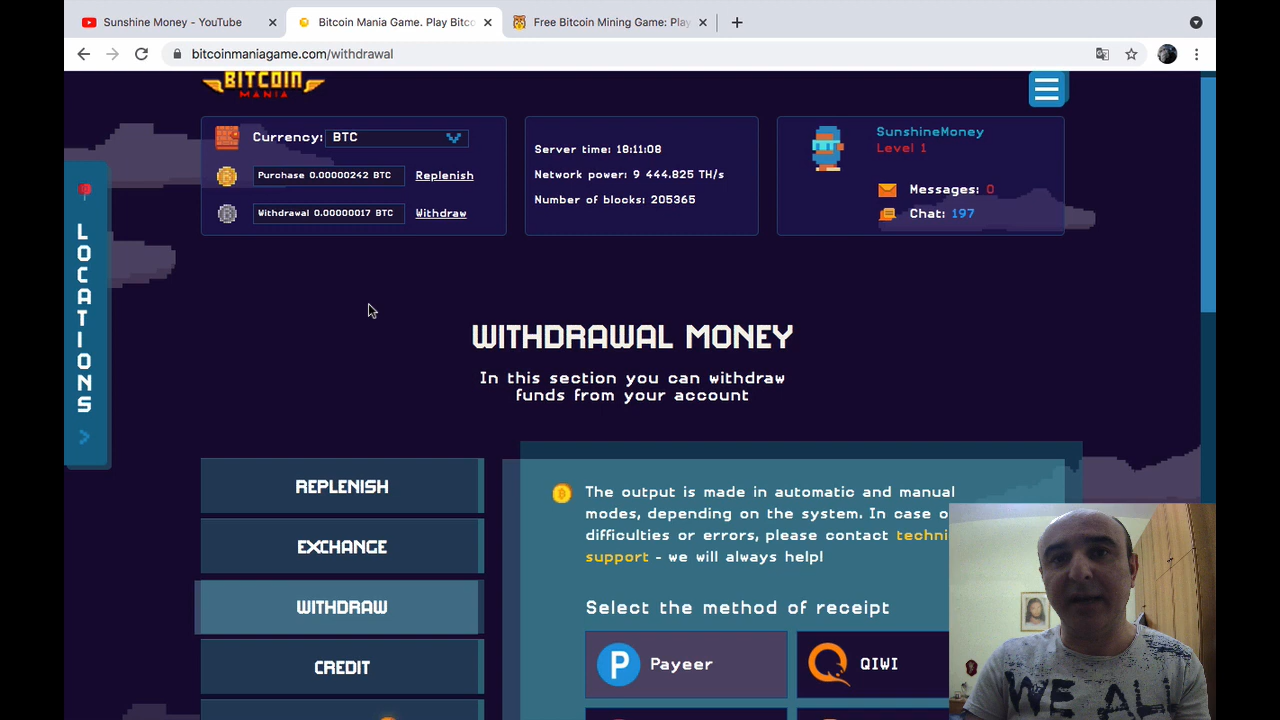 Sunshine Money - YouTube
Bitcoin Mania Game. Play Bitco
Free Bitcoin Mining Game: Play
bitcoinmaniagame.com/withdrawal
BITCOIN
MANIA
Currency: BTC
Purchase 0.00000242 BTC Replenish
Withdrawal 0.00000017 BTC Withdraw
Server time: 18:11:08
Network power: 9 444.825 TH/s
Number of blocks: 205365
SunshineMoney
Level 1
Messages: 0
Chat: 197
LOCATIONS
WITHDRAWAL MONEY
In this section you can withdraw
funds from your account
REPLENISH
EXCHANGE
WITHDRAW
CREDIT
The output is made in automatic and manual
modes, depending on the system. In case o
difficulties or errors, please contact techni
support - we will always help!
Select the method of receipt
P Payeer
QIWI
WE ALL